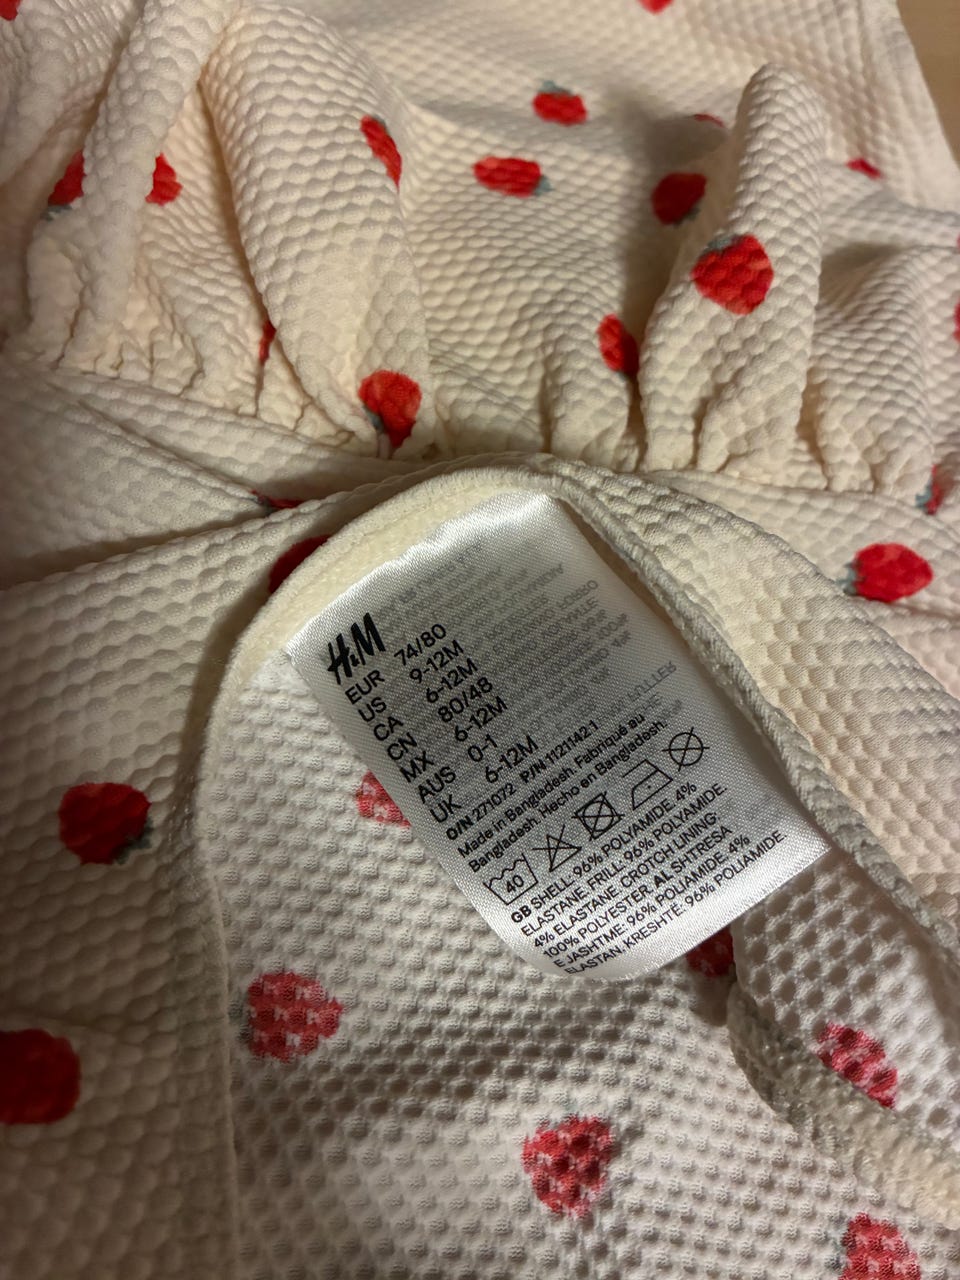 H&M
EUR 74/80
US 9-12M
CA 6-12M
CN 80/48
MX 6-12M
AUS 0-1
UK 6-12M
O/N 271072 P/N 1121142.1
Made in Bangladesh. Fabriqué au
Bangladesh. Hecho en Bangladesh.
40
GB SHELL: 96% POLYAMIDE. 4%
ELASTANE. FRILL: 96% POLYAMIDE.
4% ELASTANE. CROTCH LINING:
100% POLYESTER. AL SHTRESA
E JASHTME: 96% POLIAMIDE. 4%
ELASTAN. KRESHTË: 96% POLIAMIDE.